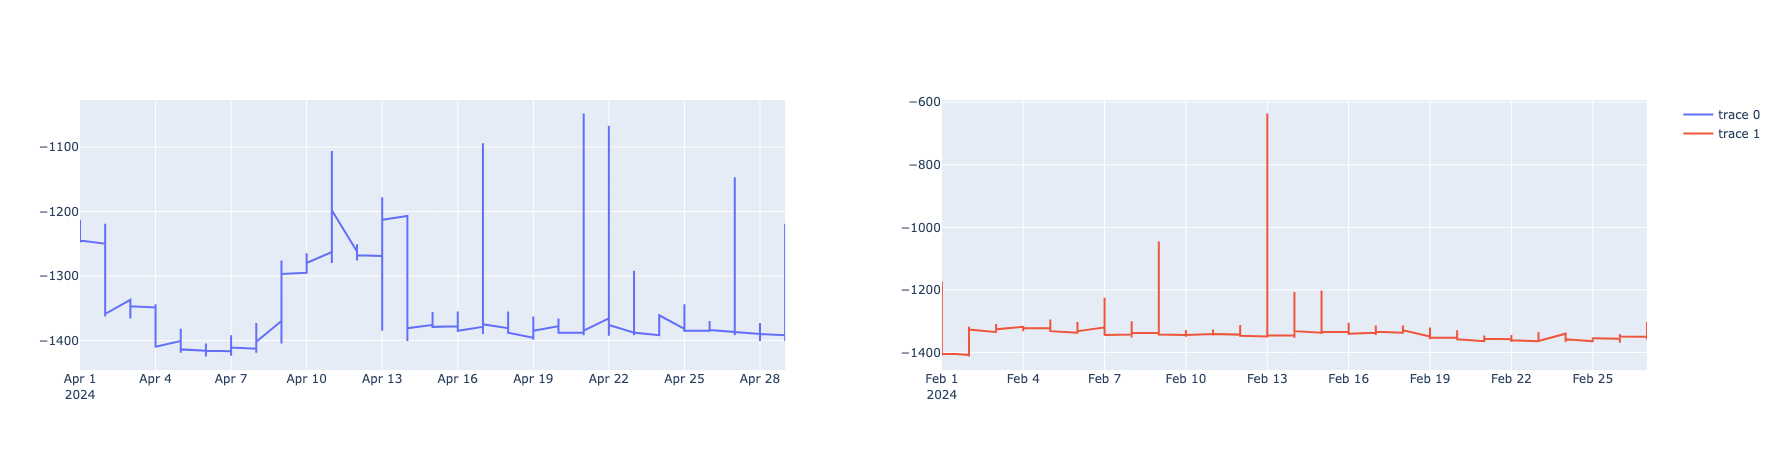 −1100
−1200
−1300
−1400
Apr 1
2024
Apr 4
Apr 7
Apr 10
Apr 13
Apr 16
Apr 19
Apr 22
Apr 25
Apr 28
−600
−800
−1000
−1200
−1400
Feb 1
2024
Feb 4
Feb 7
Feb 10
Feb 13
Feb 16
Feb 19
Feb 22
Feb 25
trace 0
trace 1